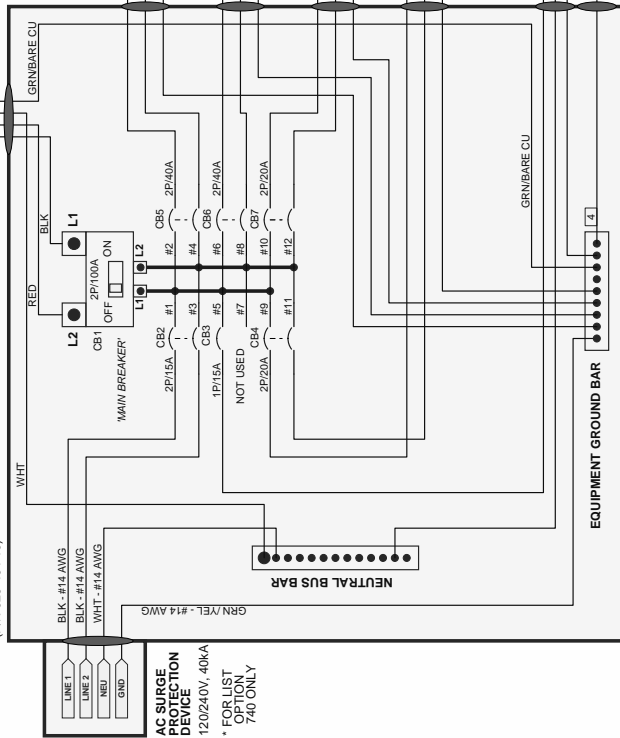 GRN/BARE CU
BLK
RED
WHT
L1
L2
2P/100A
ON
OFF
CB1
'MAIN BREAKER'
L2
L1
CB5
2P/40A
#2
#4
CB6
2P/40A
#6
#8
CB7
2P/20A
#10
#12
#1
CB2
2P/15A
#3
CB3
#5
1P/15A
#7
NOT USED
#9
CB4
2P/20A
#11
GRN/BARE CU
4
EQUIPMENT GROUND BAR
NEUTRAL BUS BAR
BLK - #14 AWG
BLK - #14 AWG
WHT - #14 AWG
GRN/YEL - #14 AWG
LINE 1
LINE 2
NEU
GND
AC SURGE
PROTECTION
DEVICE
120/240V, 40kA
* FOR LIST
OPTION
740 ONLY